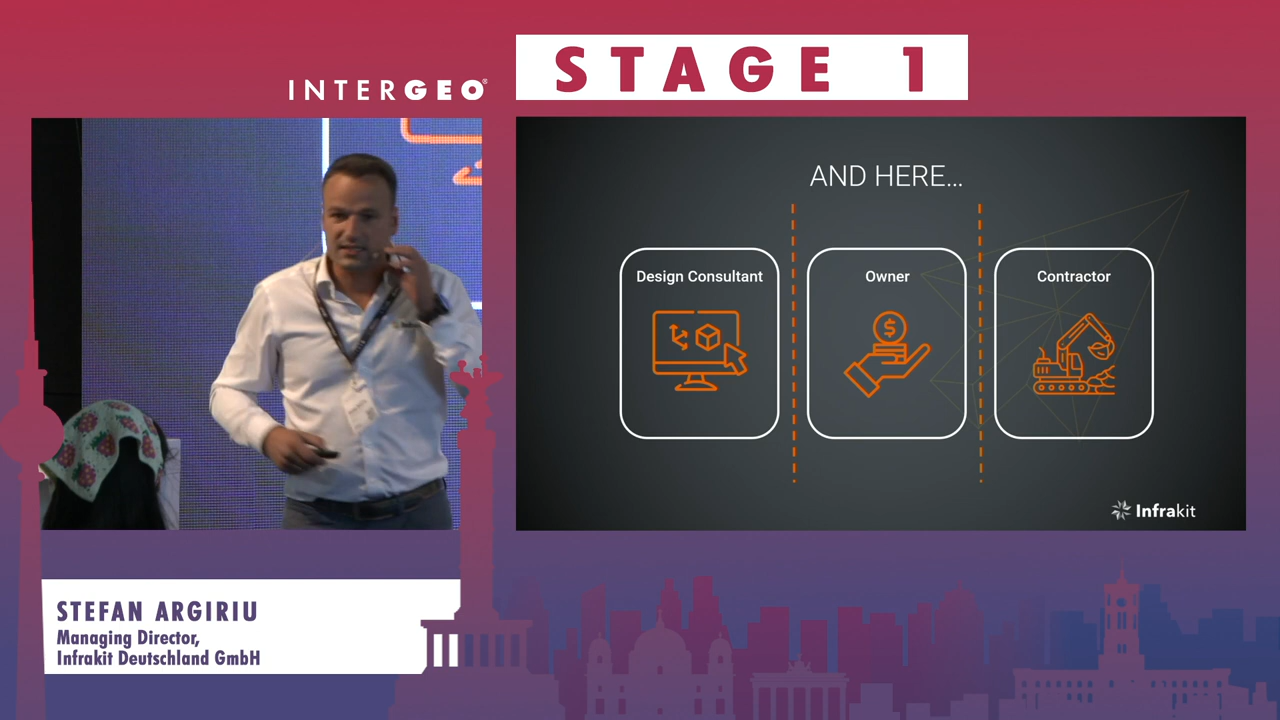 INTERGEO®
STAGE 1
AND HERE...
Design Consultant
Owner
$
Contractor
Infrakit
STEFAN ARGIRIU
Managing Director,
Infrakit Deutschland GmbH